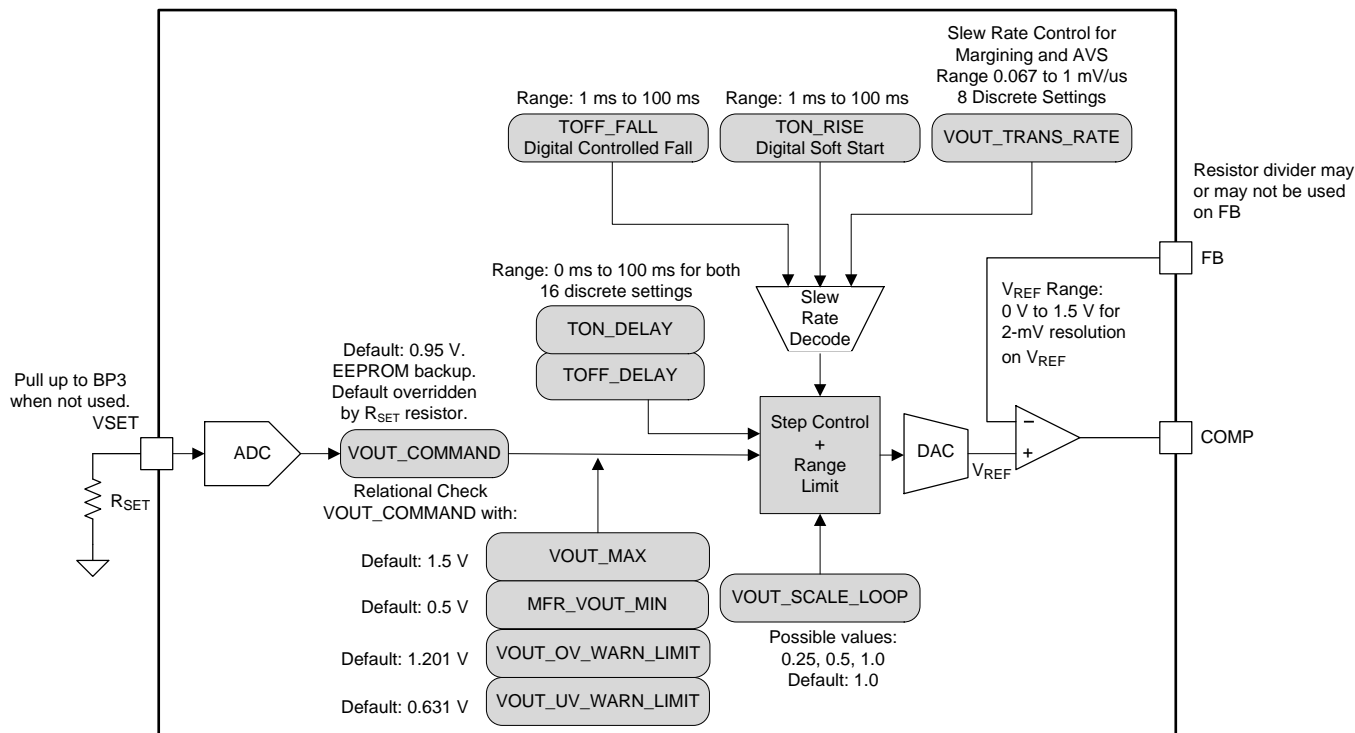 Slew Rate Control for
Margining and AVS
Range 0.067 to 1 mV/us
8 Discrete Settings
Range: 1 ms to 100 ms
Range: 1 ms to 100 ms
TOFF_FALL
Digital Controlled Fall
TON_RISE
Digital Soft Start
VOUT_TRANS_RATE
Resistor divider may
or may not be used
on FB
FB
Range: 0 ms to 100 ms for both
16 discrete settings
TON_DELAY
TOFF_DELAY
Slew
Rate
Decode
VREF Range:
0 V to 1.5 V for
2-mV resolution
on VREF
Default: 0.95 V.
EEPROM backup.
Default overridden
by RSET resistor.
Pull up to BP3
when not used.
VSET
RSET
ADC
VOUT_COMMAND
Step Control
+
Range
Limit
DAC
VREF
−
+
COMP
Relational Check
VOUT_COMMAND with:
Default: 1.5 V
VOUT_MAX
Default: 0.5 V
MFR_VOUT_MIN
Default: 1.201 V
VOUT_OV_WARN_LIMIT
Default: 0.631 V
VOUT_UV_WARN_LIMIT
VOUT_SCALE_LOOP
Possible values:
0.25, 0.5, 1.0
Default: 1.0